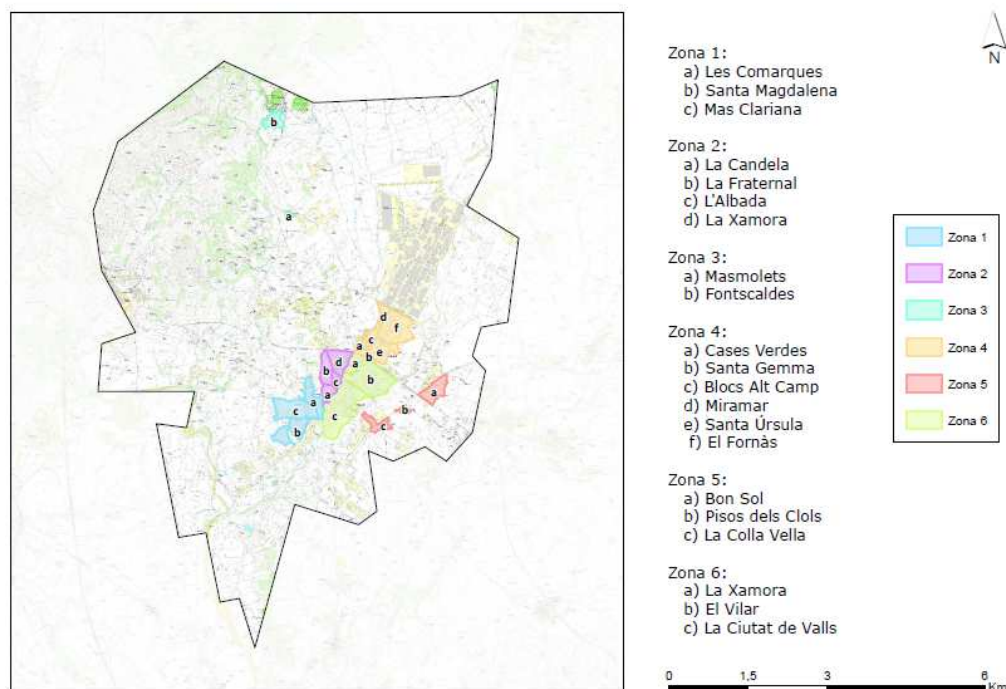 N
Zona 1:
a) Les Comarques
b) Santa Magdalena
c) Mas Clariana
Zona 2:
a) La Candela
b) La Fraternal
c) L'Albada
d) La Xamora
Zona 3:
a) Masmolets
b) Fontscaldes
Zona 4:
a) Cases Verdes
b) Santa Gemma
c) Blocs Alt Camp
d) Miramar
e) Santa Úrsula
f) El Fornàs
Zona 5:
a) Bon Sol
b) Pisos dels Clols
c) La Colla Vella
Zona 6:
a) La Xamora
b) El Vilar
c) La Ciutat de Valls
Zona 1
Zona 2
Zona 3
Zona 4
Zona 5
Zona 6
0 1,5 3 6
Km
b
a
d
f
c
a
e
b
a
d
b
b
c
a
a
a
b
c
c
c
b